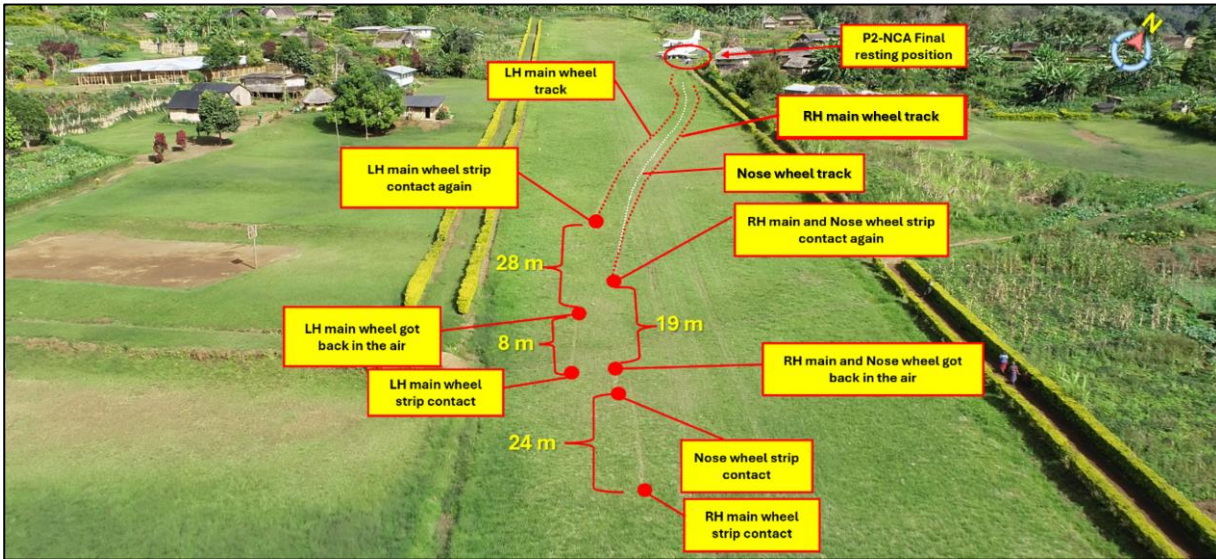 N
P2-NCA Final
resting position
LH main wheel
track
RH main wheel track
Nose wheel track
LH main wheel strip
contact again
RH main and Nose wheel strip
contact again
28 m
19 m
LH main wheel got
back in the air
8 m
RH main and Nose wheel got
back in the air
LH main wheel
strip contact
24 m
Nose wheel strip
contact
RH main wheel
strip contact